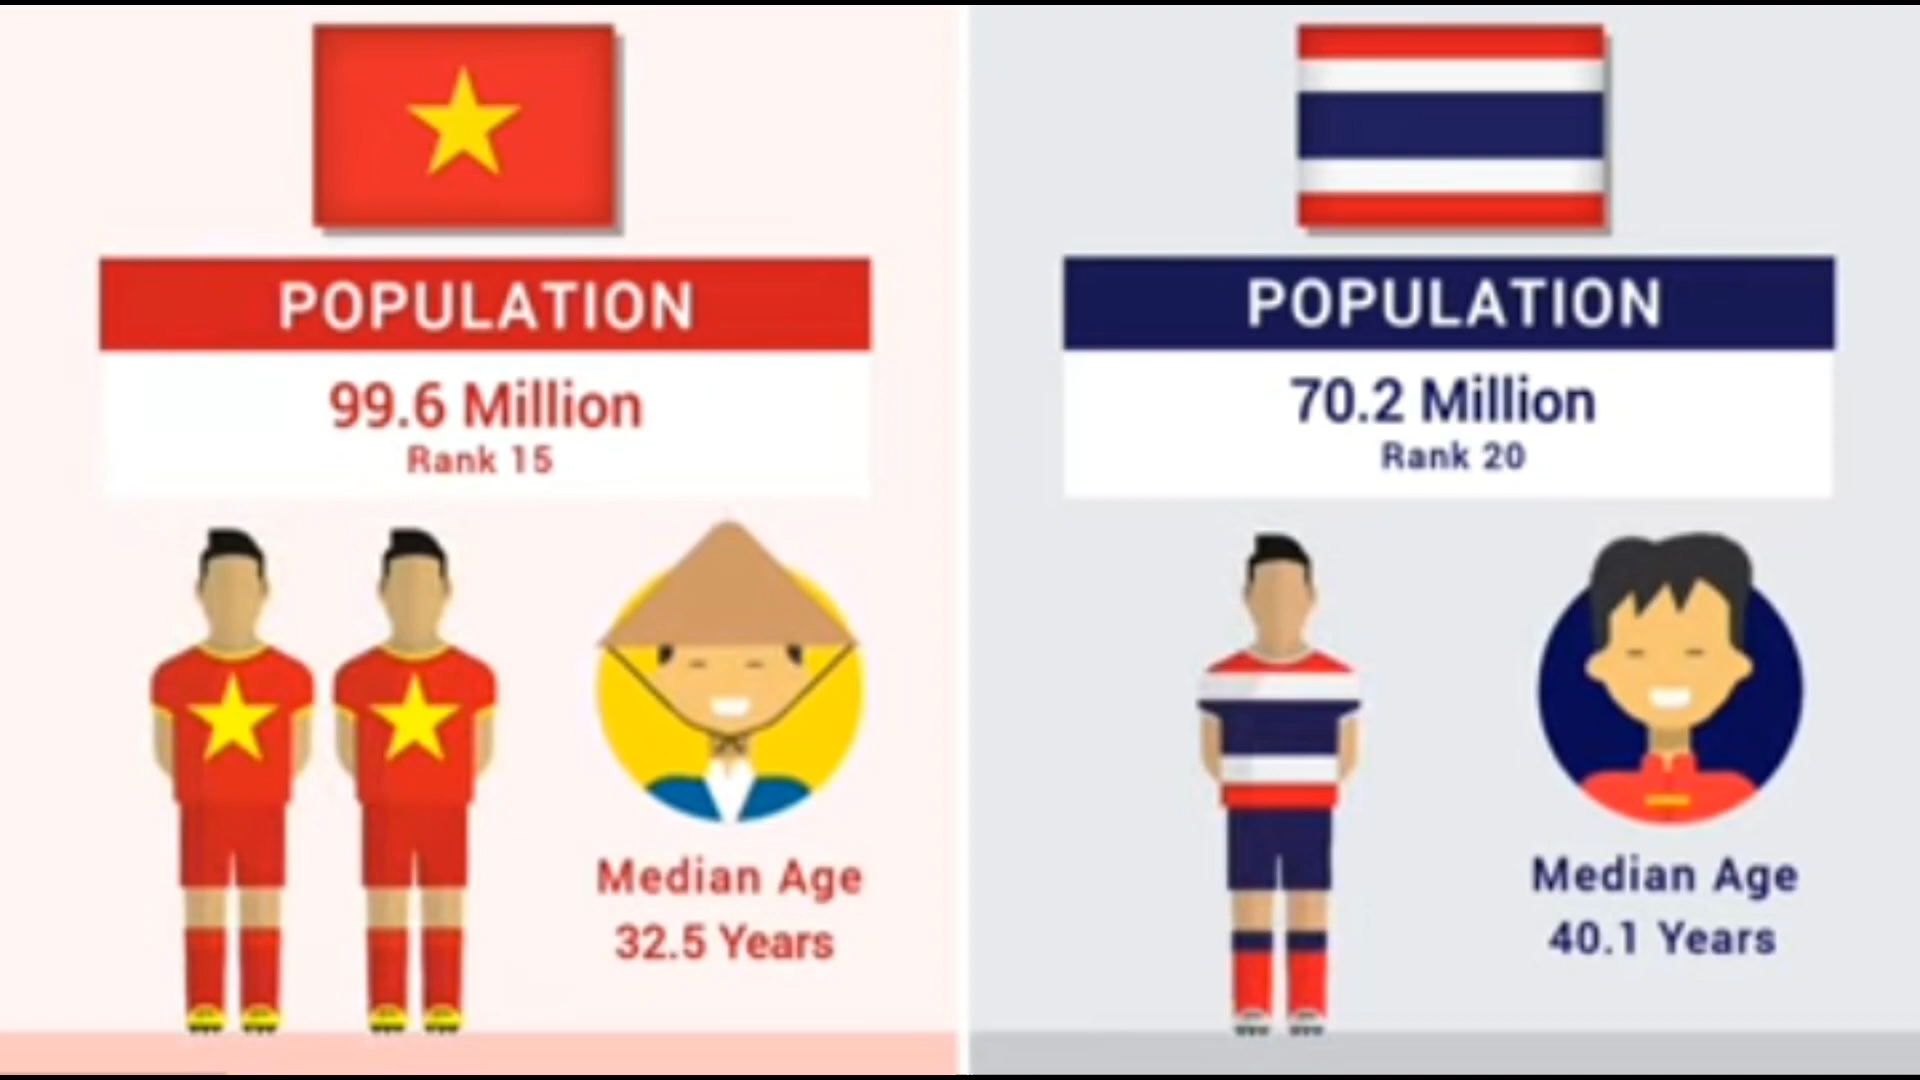 POPULATION
99.6 Million
Rank 15
Median Age
32.5 Years
POPULATION
70.2 Million
Rank 20
Median Age
40.1 Years